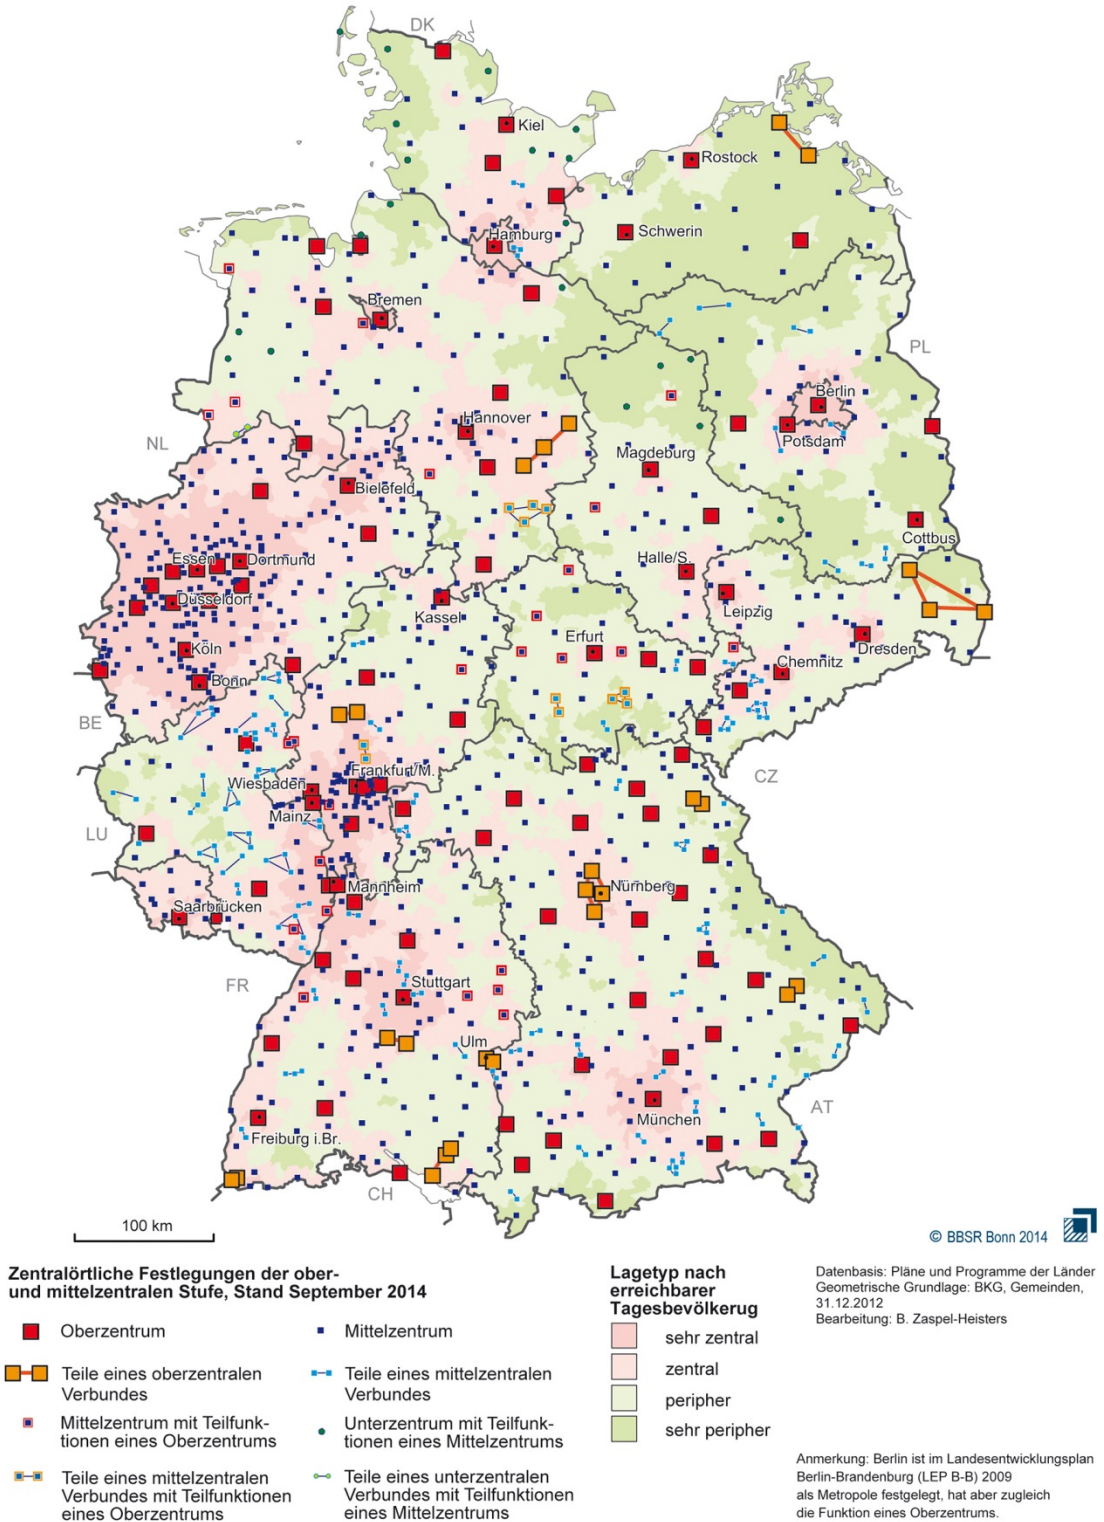 DK
Kiel
Rostock
Hamburg
Schwerin
Bremen
PL
Berlin
Hannover
NL
Potsdam
Magdeburg
Bielefeld
Cottbus
Essen
Dortmund
Halle/S.
Düsseldorf
Leipzig
Kassel
Erfurt
Dresden
Köln
Chemnitz
Bonn
BE
Frankfurt/M.
CZ
Wiesbaden
Mainz
LU
Mannheim
Nürnberg
Saarbrücken
FR
Stuttgart
Ulm
AT
München
Freiburg i.Br.
CH
100 km
© BBSR Bonn 2014
Zentralörtliche Festlegungen der ober-
und mittelzentralen Stufe, Stand September 2014
Oberzentrum
Teile eines oberzentralen
Verbundes
Mittelzentrum mit Teilfunk-
tionen eines Oberzentrums
Teile eines mittelzentralen
Verbundes mit Teilfunktionen
eines Oberzentrums
Mittelzentrum
Teile eines mittelzentralen
Verbundes
Unterzentrum mit Teilfunk-
tionen eines Mittelzentrums
Teile eines unterzentralen
Verbundes mit Teilfunktionen
eines Mittelzentrums
Lagetyp nach
erreichbarer
Tagesbevölkerug
sehr zentral
zentral
peripher
sehr peripher
Datenbasis: Pläne und Programme der Länder
Geometrische Grundlage: BKG, Gemeinden,
31.12.2012
Bearbeitung: B. Zaspel-Heisters
Anmerkung: Berlin ist im Landesentwicklungsplan
Berlin-Brandenburg (LEP B-B) 2009
als Metropole festgelegt, hat aber zugleich
die Funktion eines Oberzentrums.